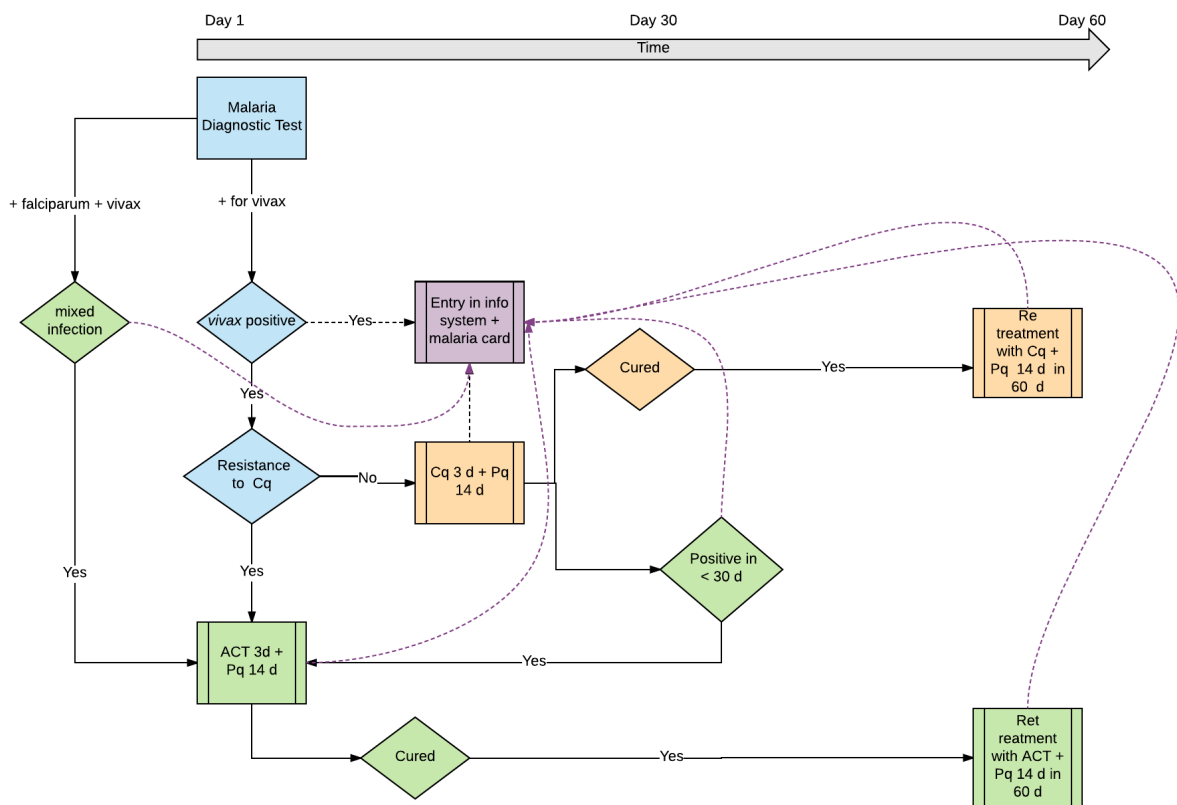 Day 1
Day 30
Day 60
Time
Malaria
Diagnostic Test
+ falciparum + vivax
+ for vivax
mixed
infection
vivax positive
Yes
Entry in info
system +
malaria card
Re
treatment
with Cq +
Pq 14 d in
60 d
Cured
Yes
Yes
Resistance
to Cq
No
Cq 3 d + Pq
14 d
Positive in
< 30 d
Yes
Yes
ACT 3d +
Pq 14 d
Yes
Cured
Yes
Ret
reatment
with ACT +
Pq 14 d in
60 d